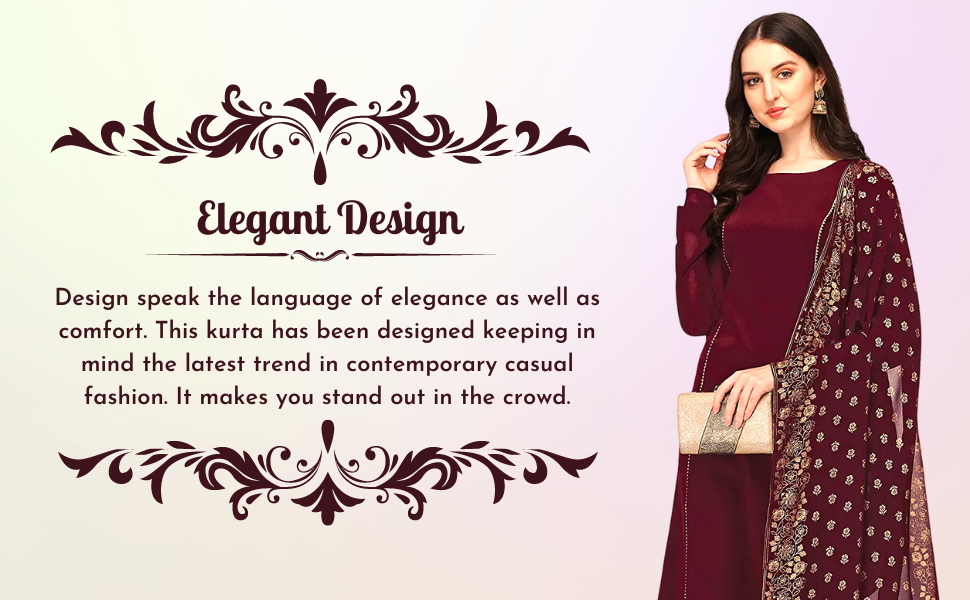 Elegant Design
Design speak the language of elegance as well as
comfort. This kurta has been designed keeping in
mind the latest trend in contemporary casual
fashion. It makes you stand out in the crowd.